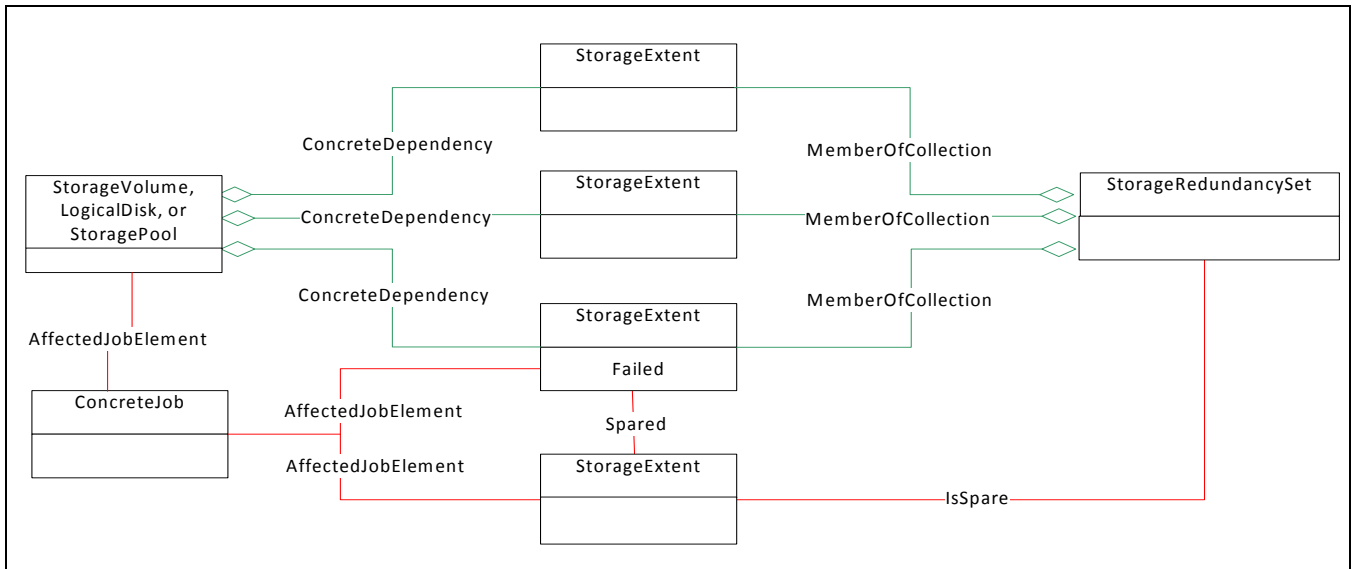 StorageExtent
ConcreteDependency
MemberOfCollection
StorageVolume,
LogicalDisk, or
StoragePool
StorageExtent
StorageRedundancySet
ConcreteDependency
MemberOfCollection
ConcreteDependency
MemberOfCollection
StorageExtent
AffectedJobElement
Failed
ConcreteJob
AffectedJobElement
Spared
AffectedJobElement
StorageExtent
IsSpare